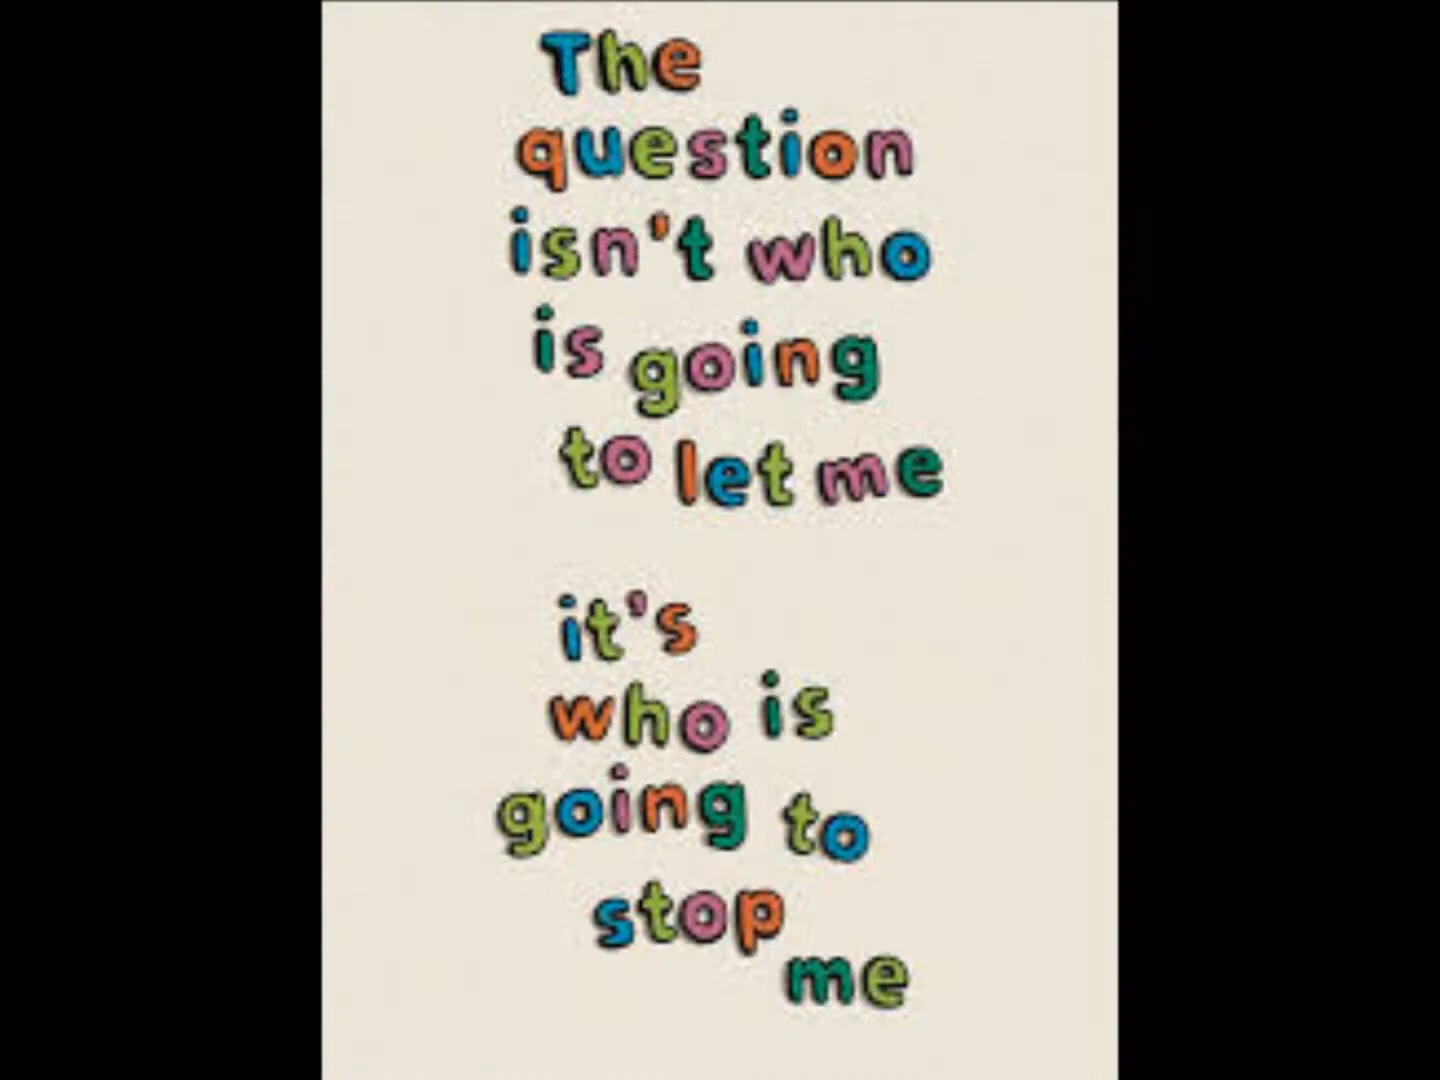 The
question
isn't who
is going
to let me
it's
who is
going to
stop
me